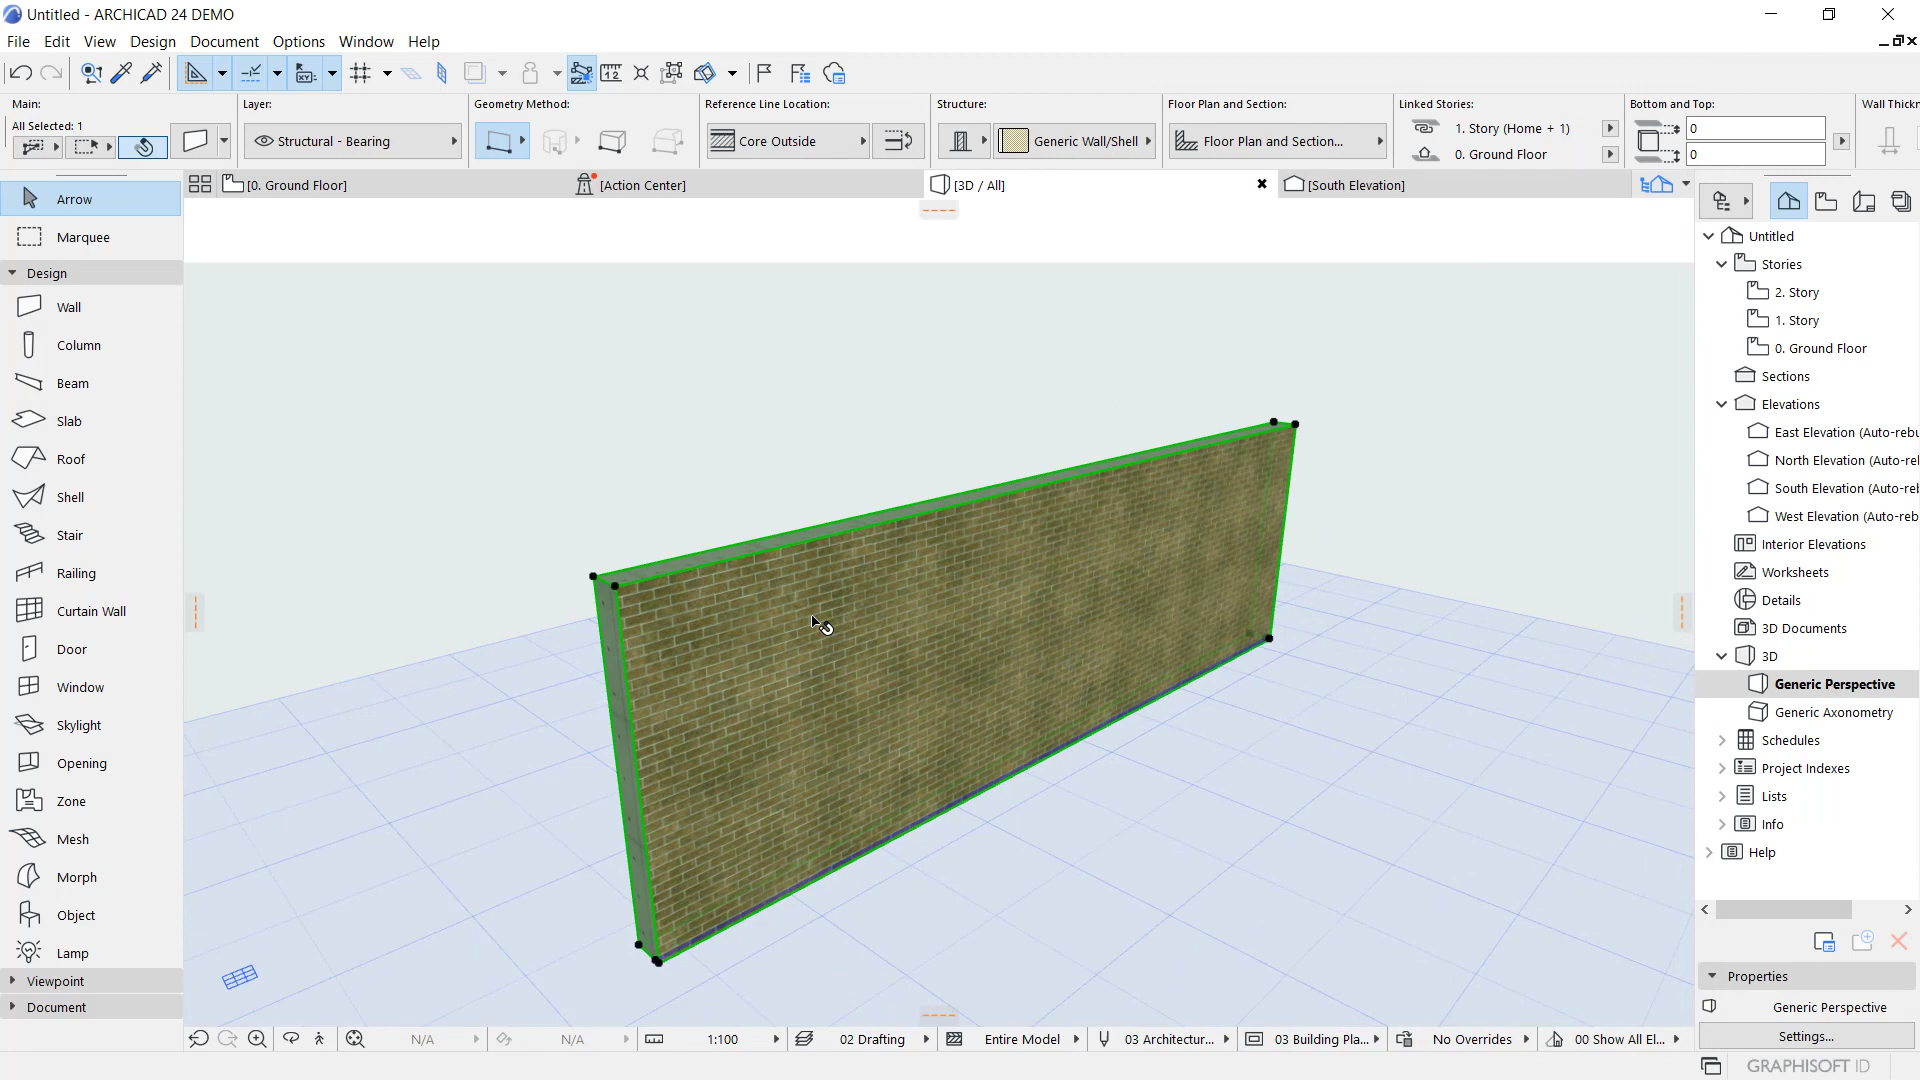 Untitled - ARCHICAD 24 DEMO
File Edit View Design Document Options Window Help
Main:
All Selected: 1
Layer:
Structural - Bearing
Geometry Method:
Reference Line Location:
Core Outside
Structure:
Generic Wall/Shell
Floor Plan and Section:
Floor Plan and Section...
Linked Stories:
1. Story (Home + 1)
0. Ground Floor
Bottom and Top:
0
0
Wall Thickn
[0. Ground Floor]
[Action Center]
[3D / All]
[South Elevation]
Arrow
Marquee
Design
Wall
Column
Beam
Slab
Roof
Shell
Stair
Railing
Curtain Wall
Door
Window
Skylight
Opening
Zone
Mesh
Morph
Object
Lamp
Viewpoint
Document
Untitled
Stories
2. Story
1. Story
0. Ground Floor
Sections
Elevations
East Elevation (Auto-rebu
North Elevation (Auto-rel
South Elevation (Auto-re
West Elevation (Auto-reb
Interior Elevations
Worksheets
Details
3D Documents
3D
Generic Perspective
Generic Axonometry
Schedules
Project Indexes
Lists
Info
Help
Properties
Generic Perspective
Settings...
N/A
N/A
1:100
02 Drafting
Entire Model
03 Architectur...
03 Building Pla...
No Overrides
00 Show All El...
GRAPHISOFT ID